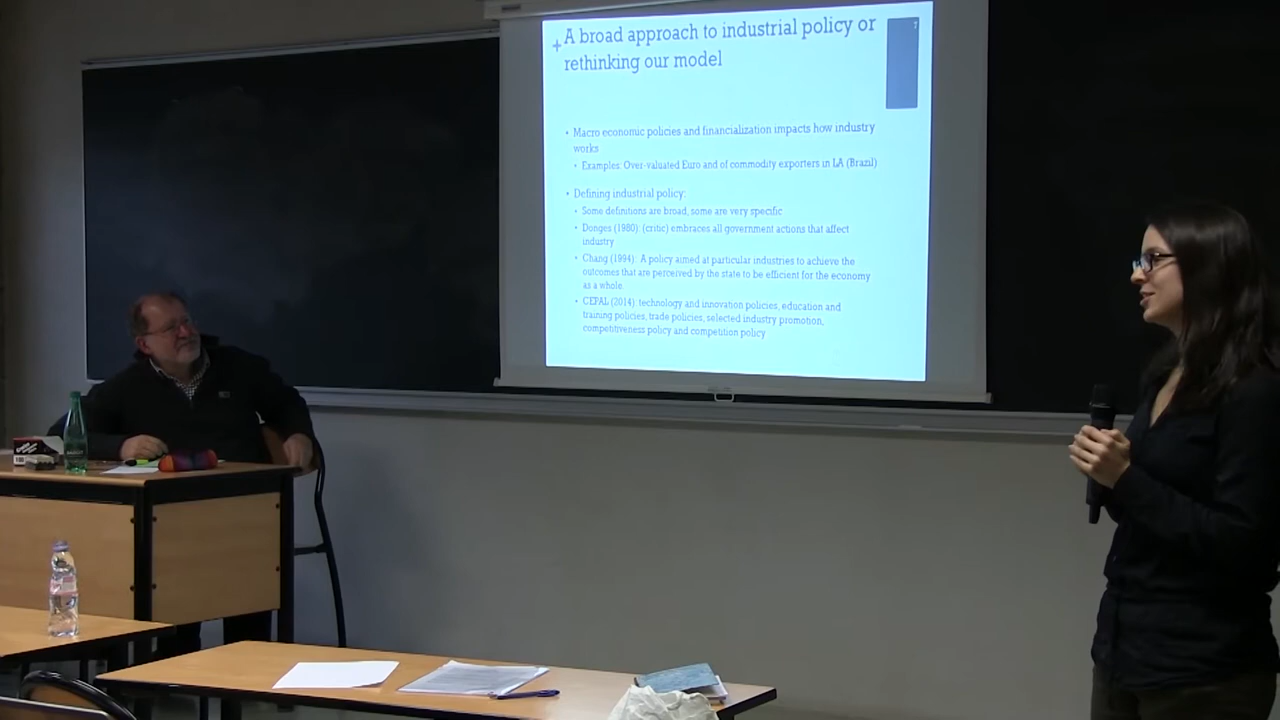 7
+ A broad approach to industrial policy or
rethinking our model
• Macro economic policies and financialization impacts how industry
works
• Examples: Over-valued Euro and of commodity exporters in LA (Brazil)
• Defining industrial policy:
• Some definitions are broad, some are very specific
• Donges (1980): (critic) embraces all government actions that affect
industry
• Chang (1994): A policy aimed at particular industries to achieve the
outcomes that are perceived by the state to be efficient for the economy
as a whole.
• CEPAL (2014): technology and innovation policies, education and
training policies, trade policies, selected industry promotion,
competitiveness policy and competition policy